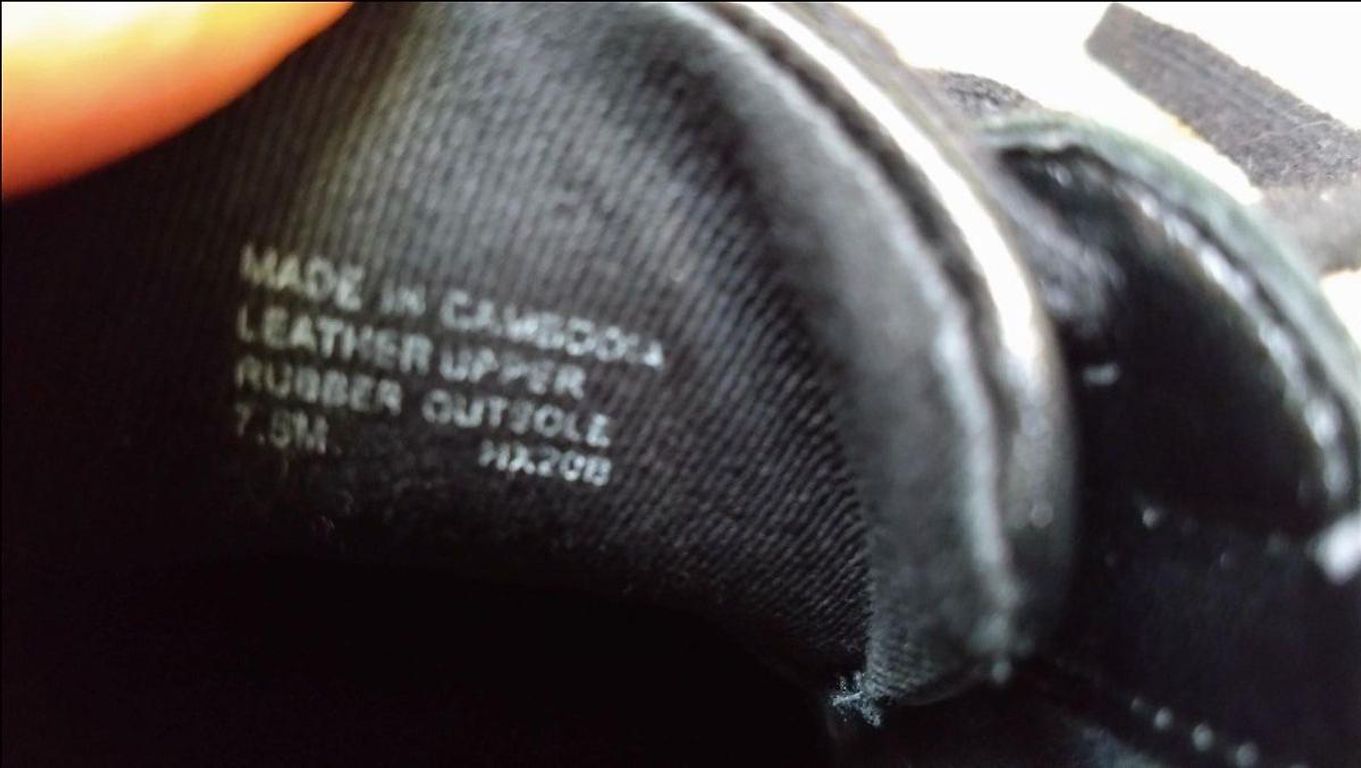 MADE IN CAMBODIA
LEATHER UPPER
RUBBER OUTSOLE
7.5M HX20B